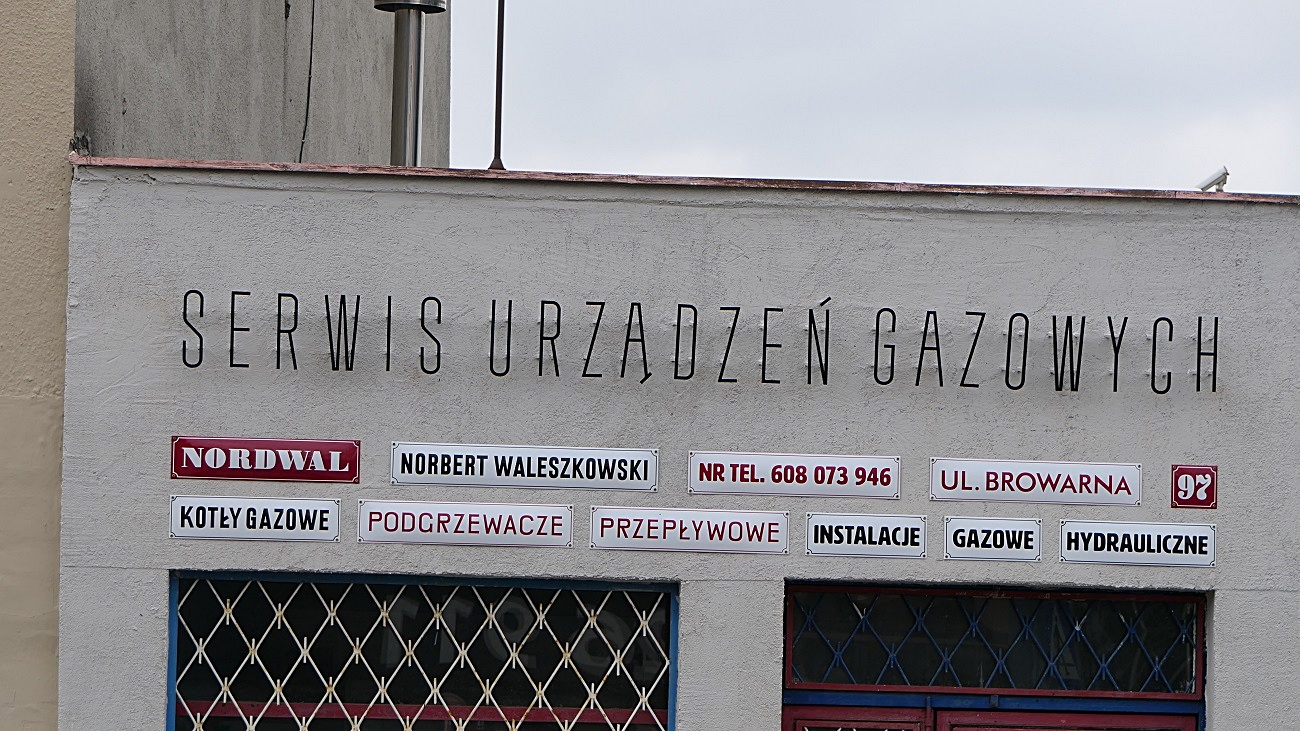 SERWIS URZĄDZEŃ GAZOWYCH
NORDWAL NORBERT WALESZKOWSKI NR TEL. 608 073 946 UL. BROWARNA 97
KOTŁY GAZOWE PODGRZEWACZE PRZEPŁYWOWE INSTALACJE GAZOWE HYDRAULICZNE